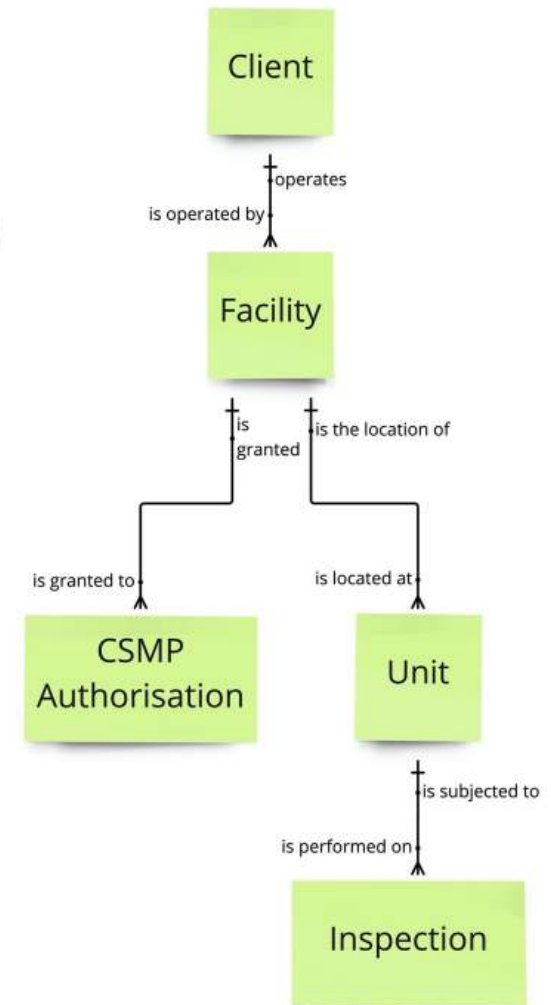 Client
operates
is operated by
Facility
is
granted
is the location of
is granted to
is located at
CSMP
Authorisation
Unit
is subjected to
is performed on
Inspection